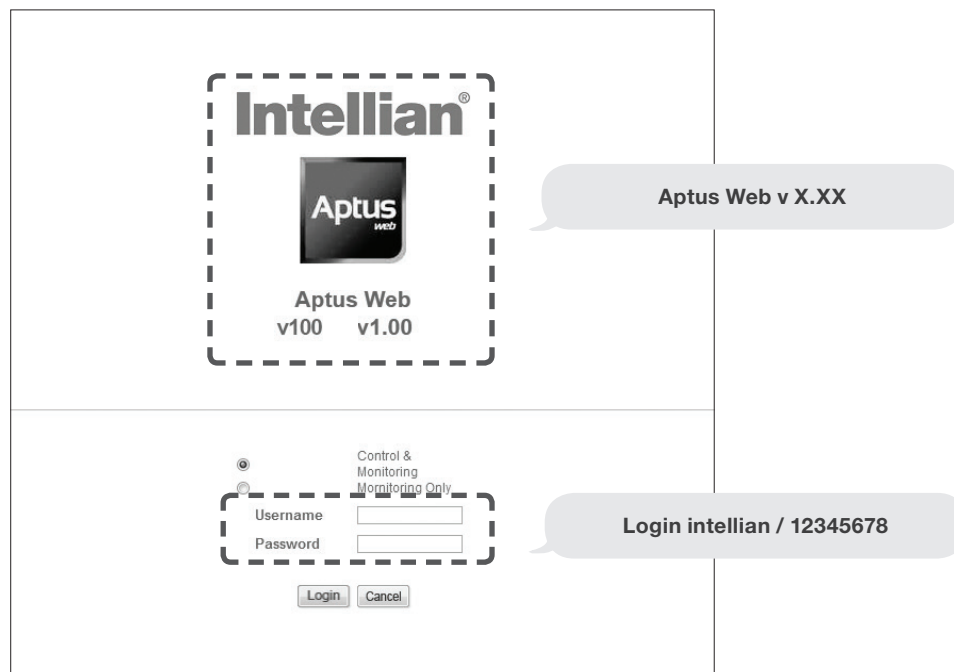 Intellian®
Aptus
web
Aptus Web
v100 v1.00
Aptus Web v X.XX
Control &
Monitoring
Mornitoring Only
Username
Password
Login intellian / 12345678
Login Cancel